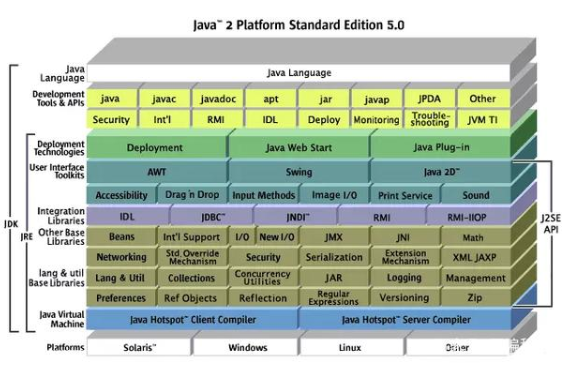 Java™ 2 Platform Standard Edition 5.0
Java Language
Java Language
Development Tools & APIs
java javac javadoc apt jar javap JPDA Other
Security Int'l RMI IDL Deploy Monitoring Trouble-shooting JVM TI
Deployment Technologies
Deployment Java Web Start Java Plug-in
User Interface Toolkits
AWT Swing Java 2D™
Accessibility Drag 'n Drop Input Methods Image I/O Print Service Sound
Integration Libraries
IDL JDBC™ JNDI™ RMI RMI-IIOP
Other Base Libraries
Beans Int'l Support I/O New I/O JMX JNI Math
Networking Std. Override Mechanism Security Serialization Extension Mechanism XML JAXP
lang & util Base Libraries
Lang & Util Collections Concurrency Utilities JAR Logging Management
Preferences Ref Objects Reflection Regular Expressions Versioning Zip
Java Virtual Machine
Java Hotspot™ Client Compiler Java Hotspot™ Server Compiler
Platforms
Solaris™ Windows Linux Other
JDK
JRE
J2SE API